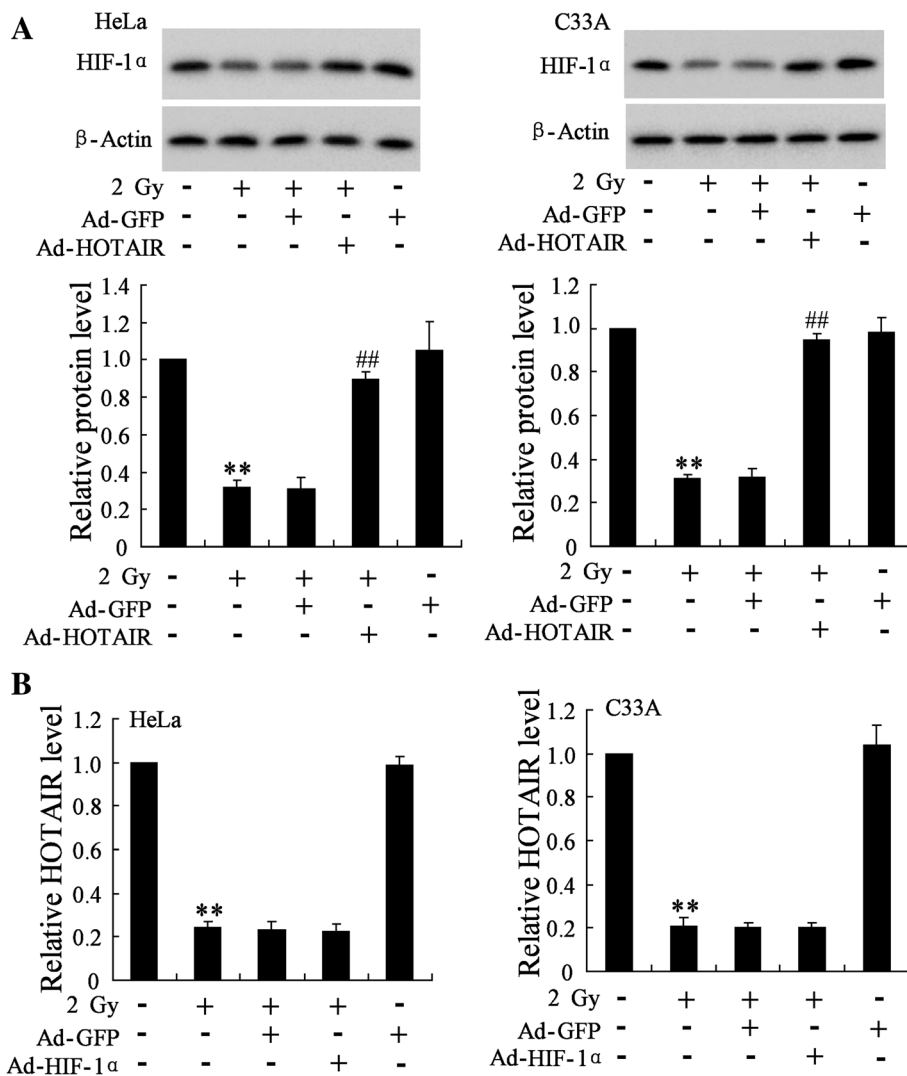 A
HeLa
HIF-1α
β-Actin
2 Gy - + + + -
Ad-GFP - - + - +
Ad-HOTAIR - - - + -
C33A
HIF-1α
β-Actin
2 Gy - + + + -
Ad-GFP - - + - +
Ad-HOTAIR - - - + -
Relative protein level
1.4
1.2
1.0
0.8
0.6
0.4
0.2
0
**
##
2 Gy - + + + -
Ad-GFP - - + - +
Ad-HOTAIR - - - + -
Relative protein level
1.2
1.0
0.8
0.6
0.4
0.2
0
**
##
2 Gy - + + + -
Ad-GFP - - + - +
Ad-HOTAIR - - - + -
B
HeLa
Relative HOTAIR level
1.2
1.0
0.8
0.6
0.4
0.2
0
**
2 Gy - + + + -
Ad-GFP - - + - +
Ad-HIF-1α - - - + -
C33A
Relative HOTAIR level
1.2
1.0
0.8
0.6
0.4
0.2
0
**
2 Gy - + + + -
Ad-GFP - - + - +
Ad-HIF-1α - - - + -